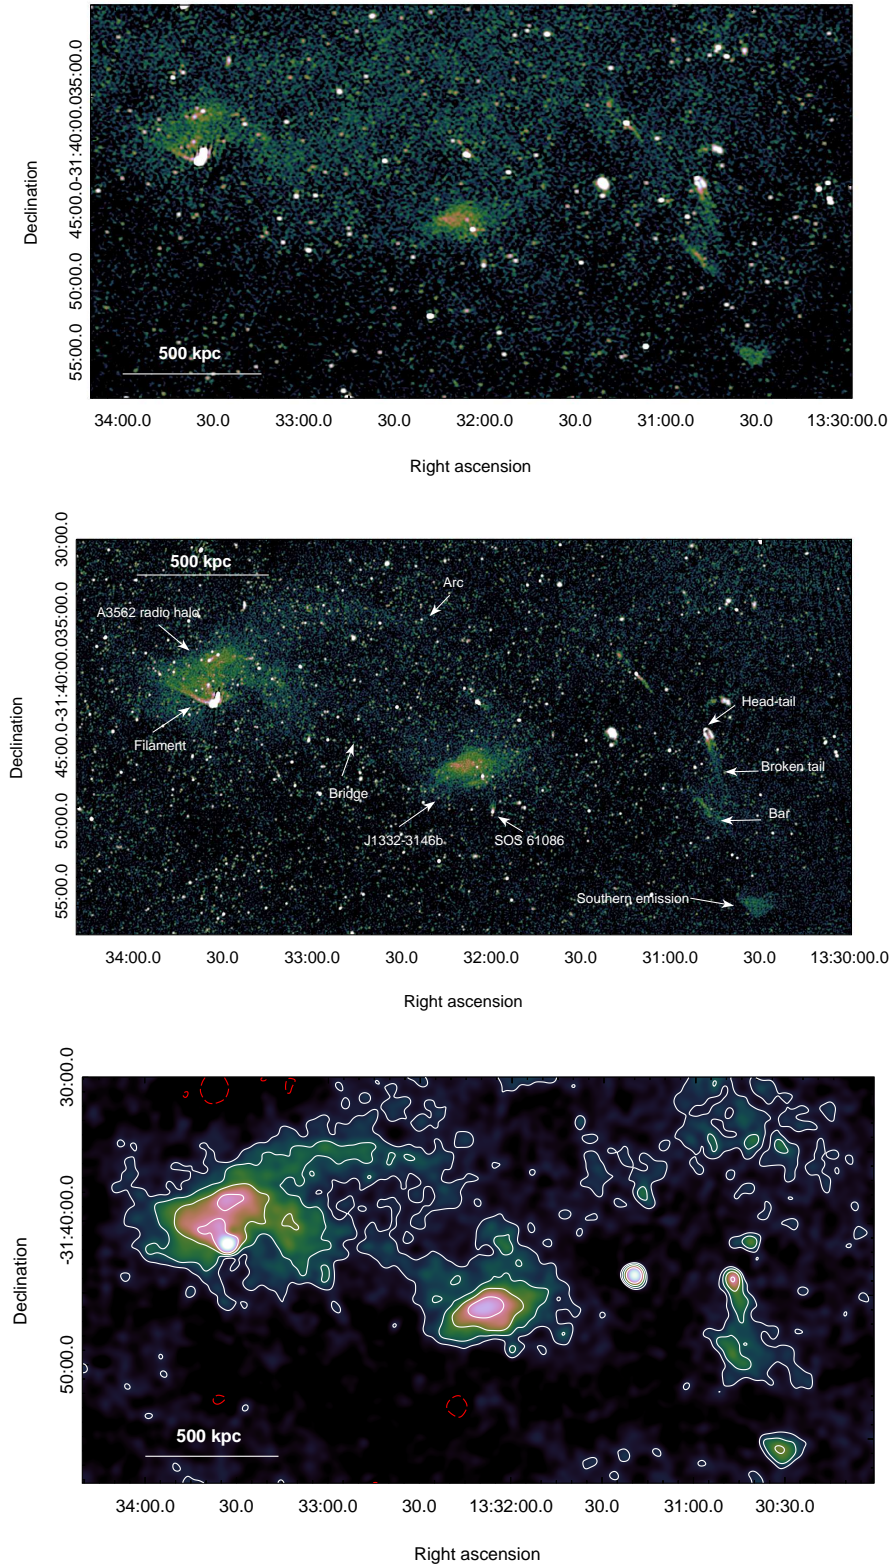 Declination
55:00.0 50:00.0 45:00.0-31:40:00.035:00.0
500 kpc
34:00.0 30.0 33:00.0 30.0 32:00.0 30.0 31:00.0 30.0 13:30:00.0
Right ascension
Declination
55:00.0 50:00.0 45:00.0-31:40:00.035:00.0 30:00.0
500 kpc
Arc
A3562 radio halo
Head-tail
Filament
Broken tail
Bridge
Bar
J1332-3146b
SOS 61086
Southern emission
34:00.0 30.0 33:00.0 30.0 32:00.0 30.0 31:00.0 30.0 13:30:00.0
Right ascension
Declination
50:00.0 -31:40:00.0 30:00.0
500 kpc
34:00.0 30.0 33:00.0 30.0 13:32:00.0 30.0 31:00.0 30:30.0
Right ascension